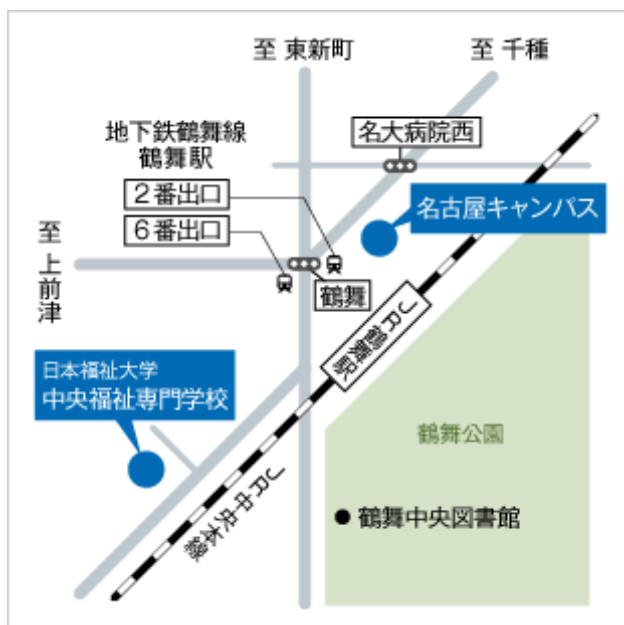 至 東新町
至 千種
地下鉄鶴舞線
鶴舞駅
名大病院西
2番出口
6番出口
名古屋キャンパス
至 上前津
鶴舞
JR鶴舞駅
日本福祉大学
中央福祉専門学校
鶴舞公園
JR中央本線
鶴舞中央図書館